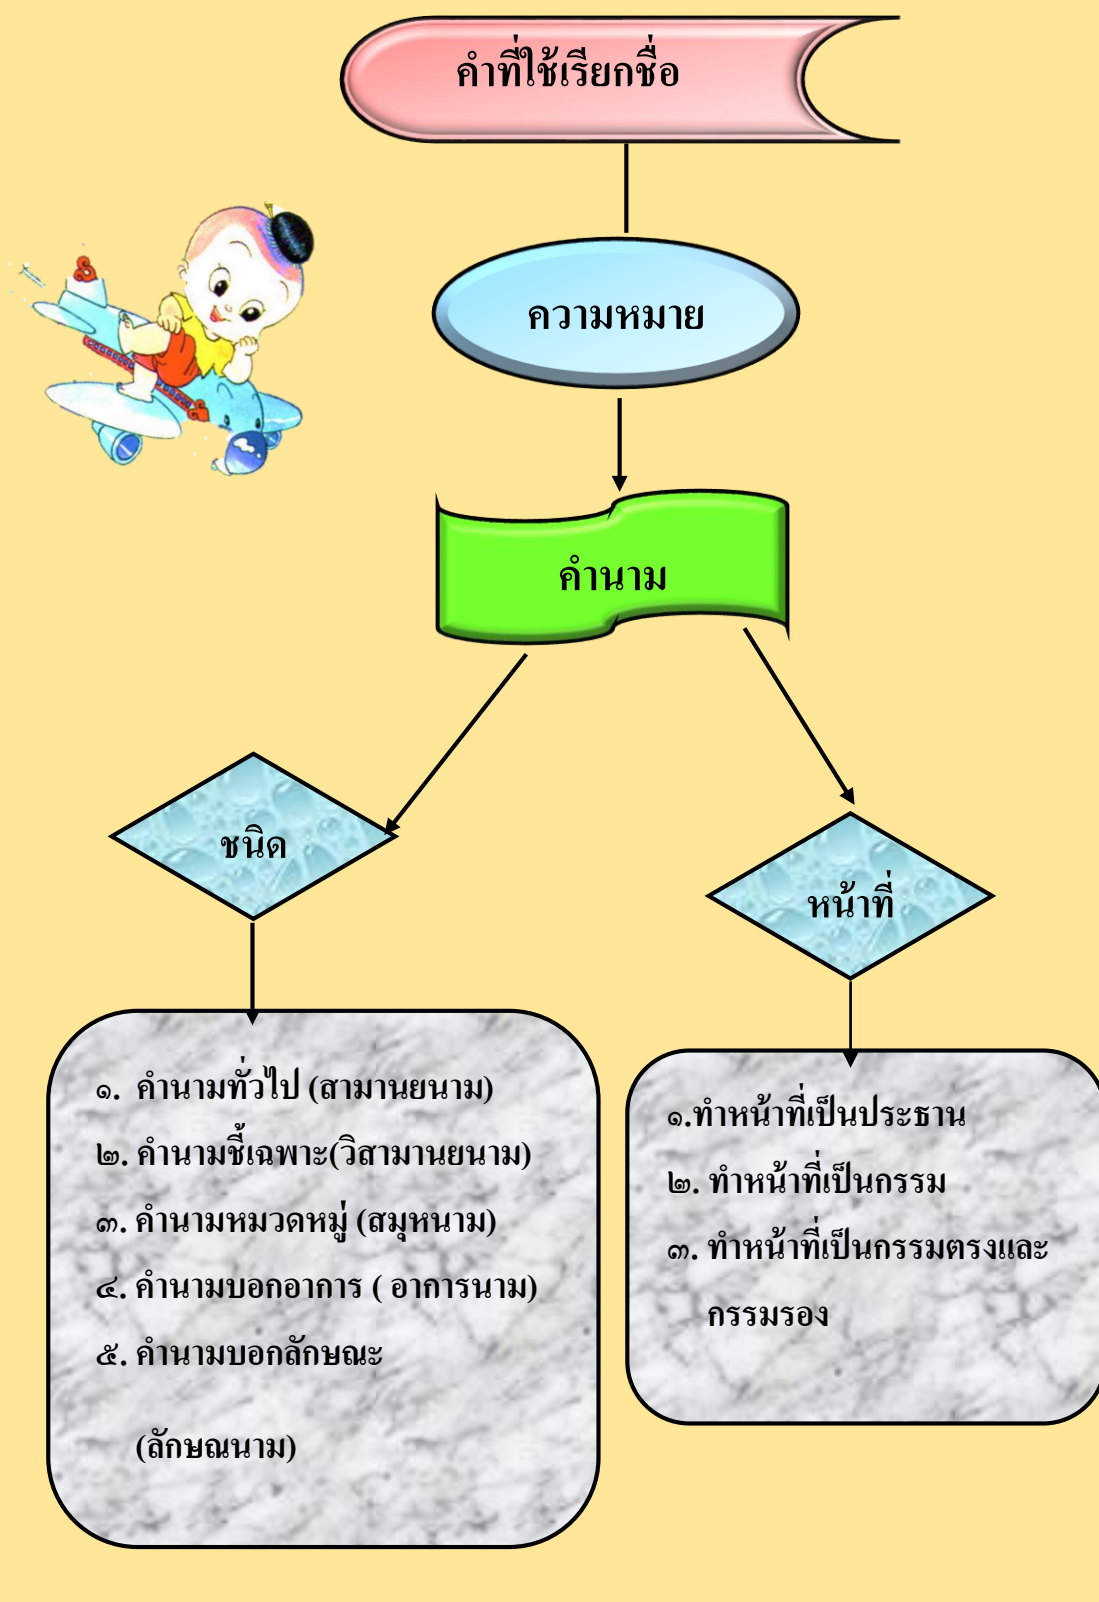 คำที่ใช้เรียกชื่อ
ความหมาย
คำนาม
ชนิด
หน้าที่
๑. คำนามทั่วไป (สามานยนาม)
๒. คำนามชี้เฉพาะ(วิสามานยนาม)
๓. คำนามหมวดหมู่ (สมุหนาม)
๔. คำนามบอกอาการ ( อาการนาม)
๕. คำนามบอกลักษณะ
(ลักษณนาม)
๑.ทำหน้าที่เป็นประธาน
๒. ทำหน้าที่เป็นกรรม
๓. ทำหน้าที่เป็นกรรมตรงและ
กรรมรอง